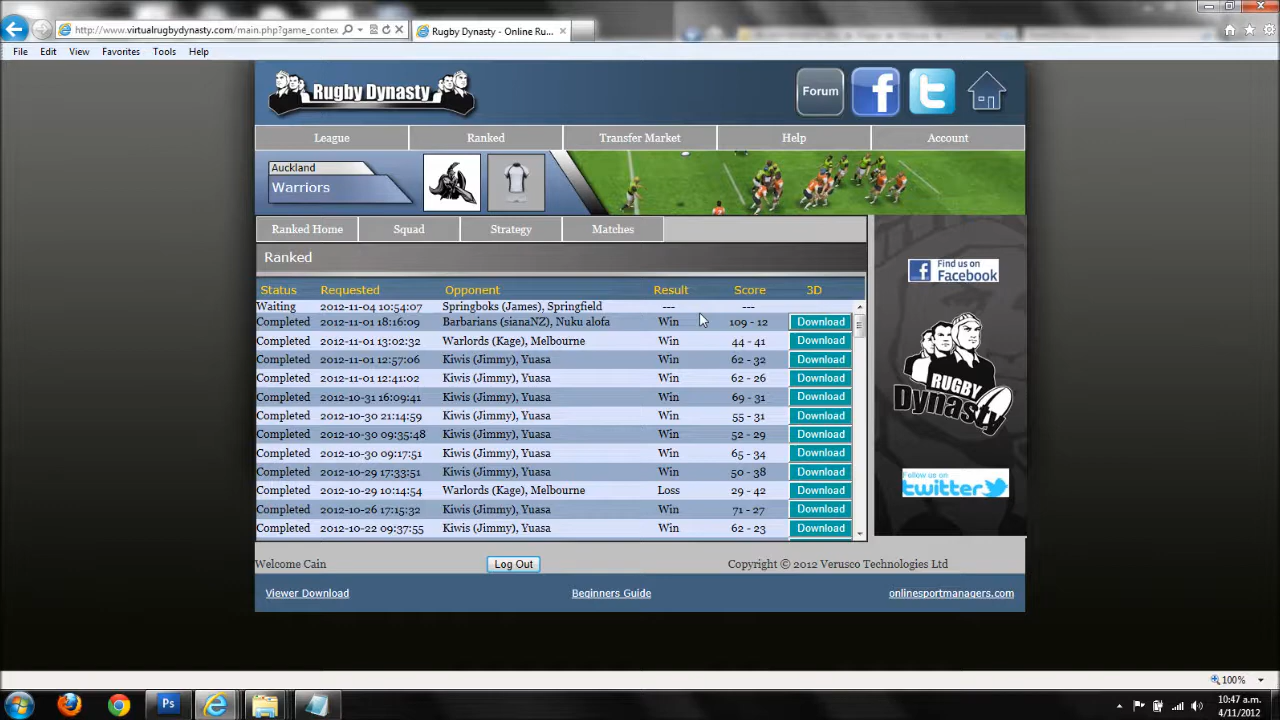 http://www.virtualrugbydynasty.com/main.php?game_contex
Rugby Dynasty - Online Ru...
File Edit View Favorites Tools Help
Rugby Dynasty
Forum
League Ranked Transfer Market Help Account
Auckland
Warriors
Ranked Home Squad Strategy Matches
Ranked
Status Requested Opponent Result Score 3D
Waiting 2012-11-04 10:54:07 Springboks (James), Springfield --- ---
Completed 2012-11-01 18:16:09 Barbarians (sianaNZ), Nuku alofa Win 109 - 12 Download
Completed 2012-11-01 13:02:32 Warlords (Kage), Melbourne Win 44 - 41 Download
Completed 2012-11-01 12:57:06 Kiwis (Jimmy), Yuasa Win 62 - 32 Download
Completed 2012-11-01 12:41:02 Kiwis (Jimmy), Yuasa Win 62 - 26 Download
Completed 2012-10-31 16:09:41 Kiwis (Jimmy), Yuasa Win 69 - 31 Download
Completed 2012-10-30 21:14:59 Kiwis (Jimmy), Yuasa Win 55 - 31 Download
Completed 2012-10-30 09:35:48 Kiwis (Jimmy), Yuasa Win 52 - 29 Download
Completed 2012-10-30 09:17:51 Kiwis (Jimmy), Yuasa Win 65 - 34 Download
Completed 2012-10-29 17:33:51 Kiwis (Jimmy), Yuasa Win 50 - 38 Download
Completed 2012-10-29 10:14:54 Warlords (Kage), Melbourne Loss 29 - 42 Download
Completed 2012-10-26 17:15:32 Kiwis (Jimmy), Yuasa Win 71 - 27 Download
Completed 2012-10-22 09:37:55 Kiwis (Jimmy), Yuasa Win 62 - 23 Download
Find us on
Facebook
RUGBY
Dynasty
Follow us on
twitter
Welcome Cain Log Out Copyright © 2012 Verusco Technologies Ltd
Viewer Download Beginners Guide onlinesportmanagers.com
100%
Ps
10:47 a.m.
4/11/2012